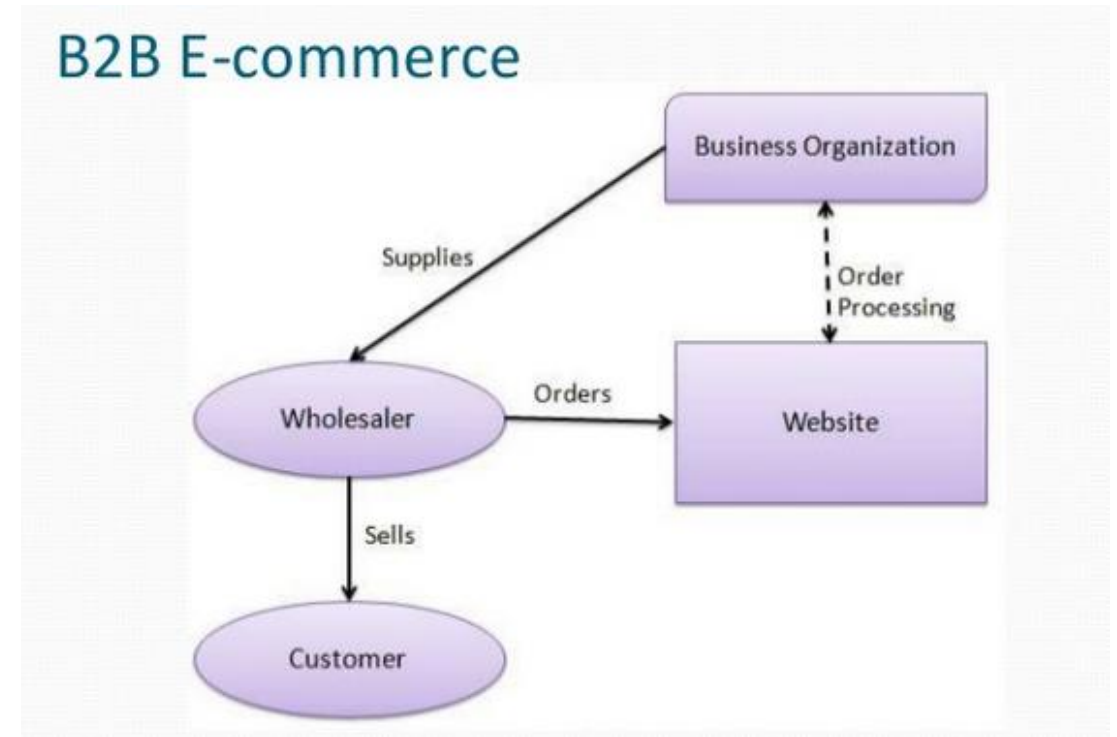 B2B E-commerce
Business Organization
Supplies
Order
Processing
Wholesaler
Orders
Website
Sells
Customer